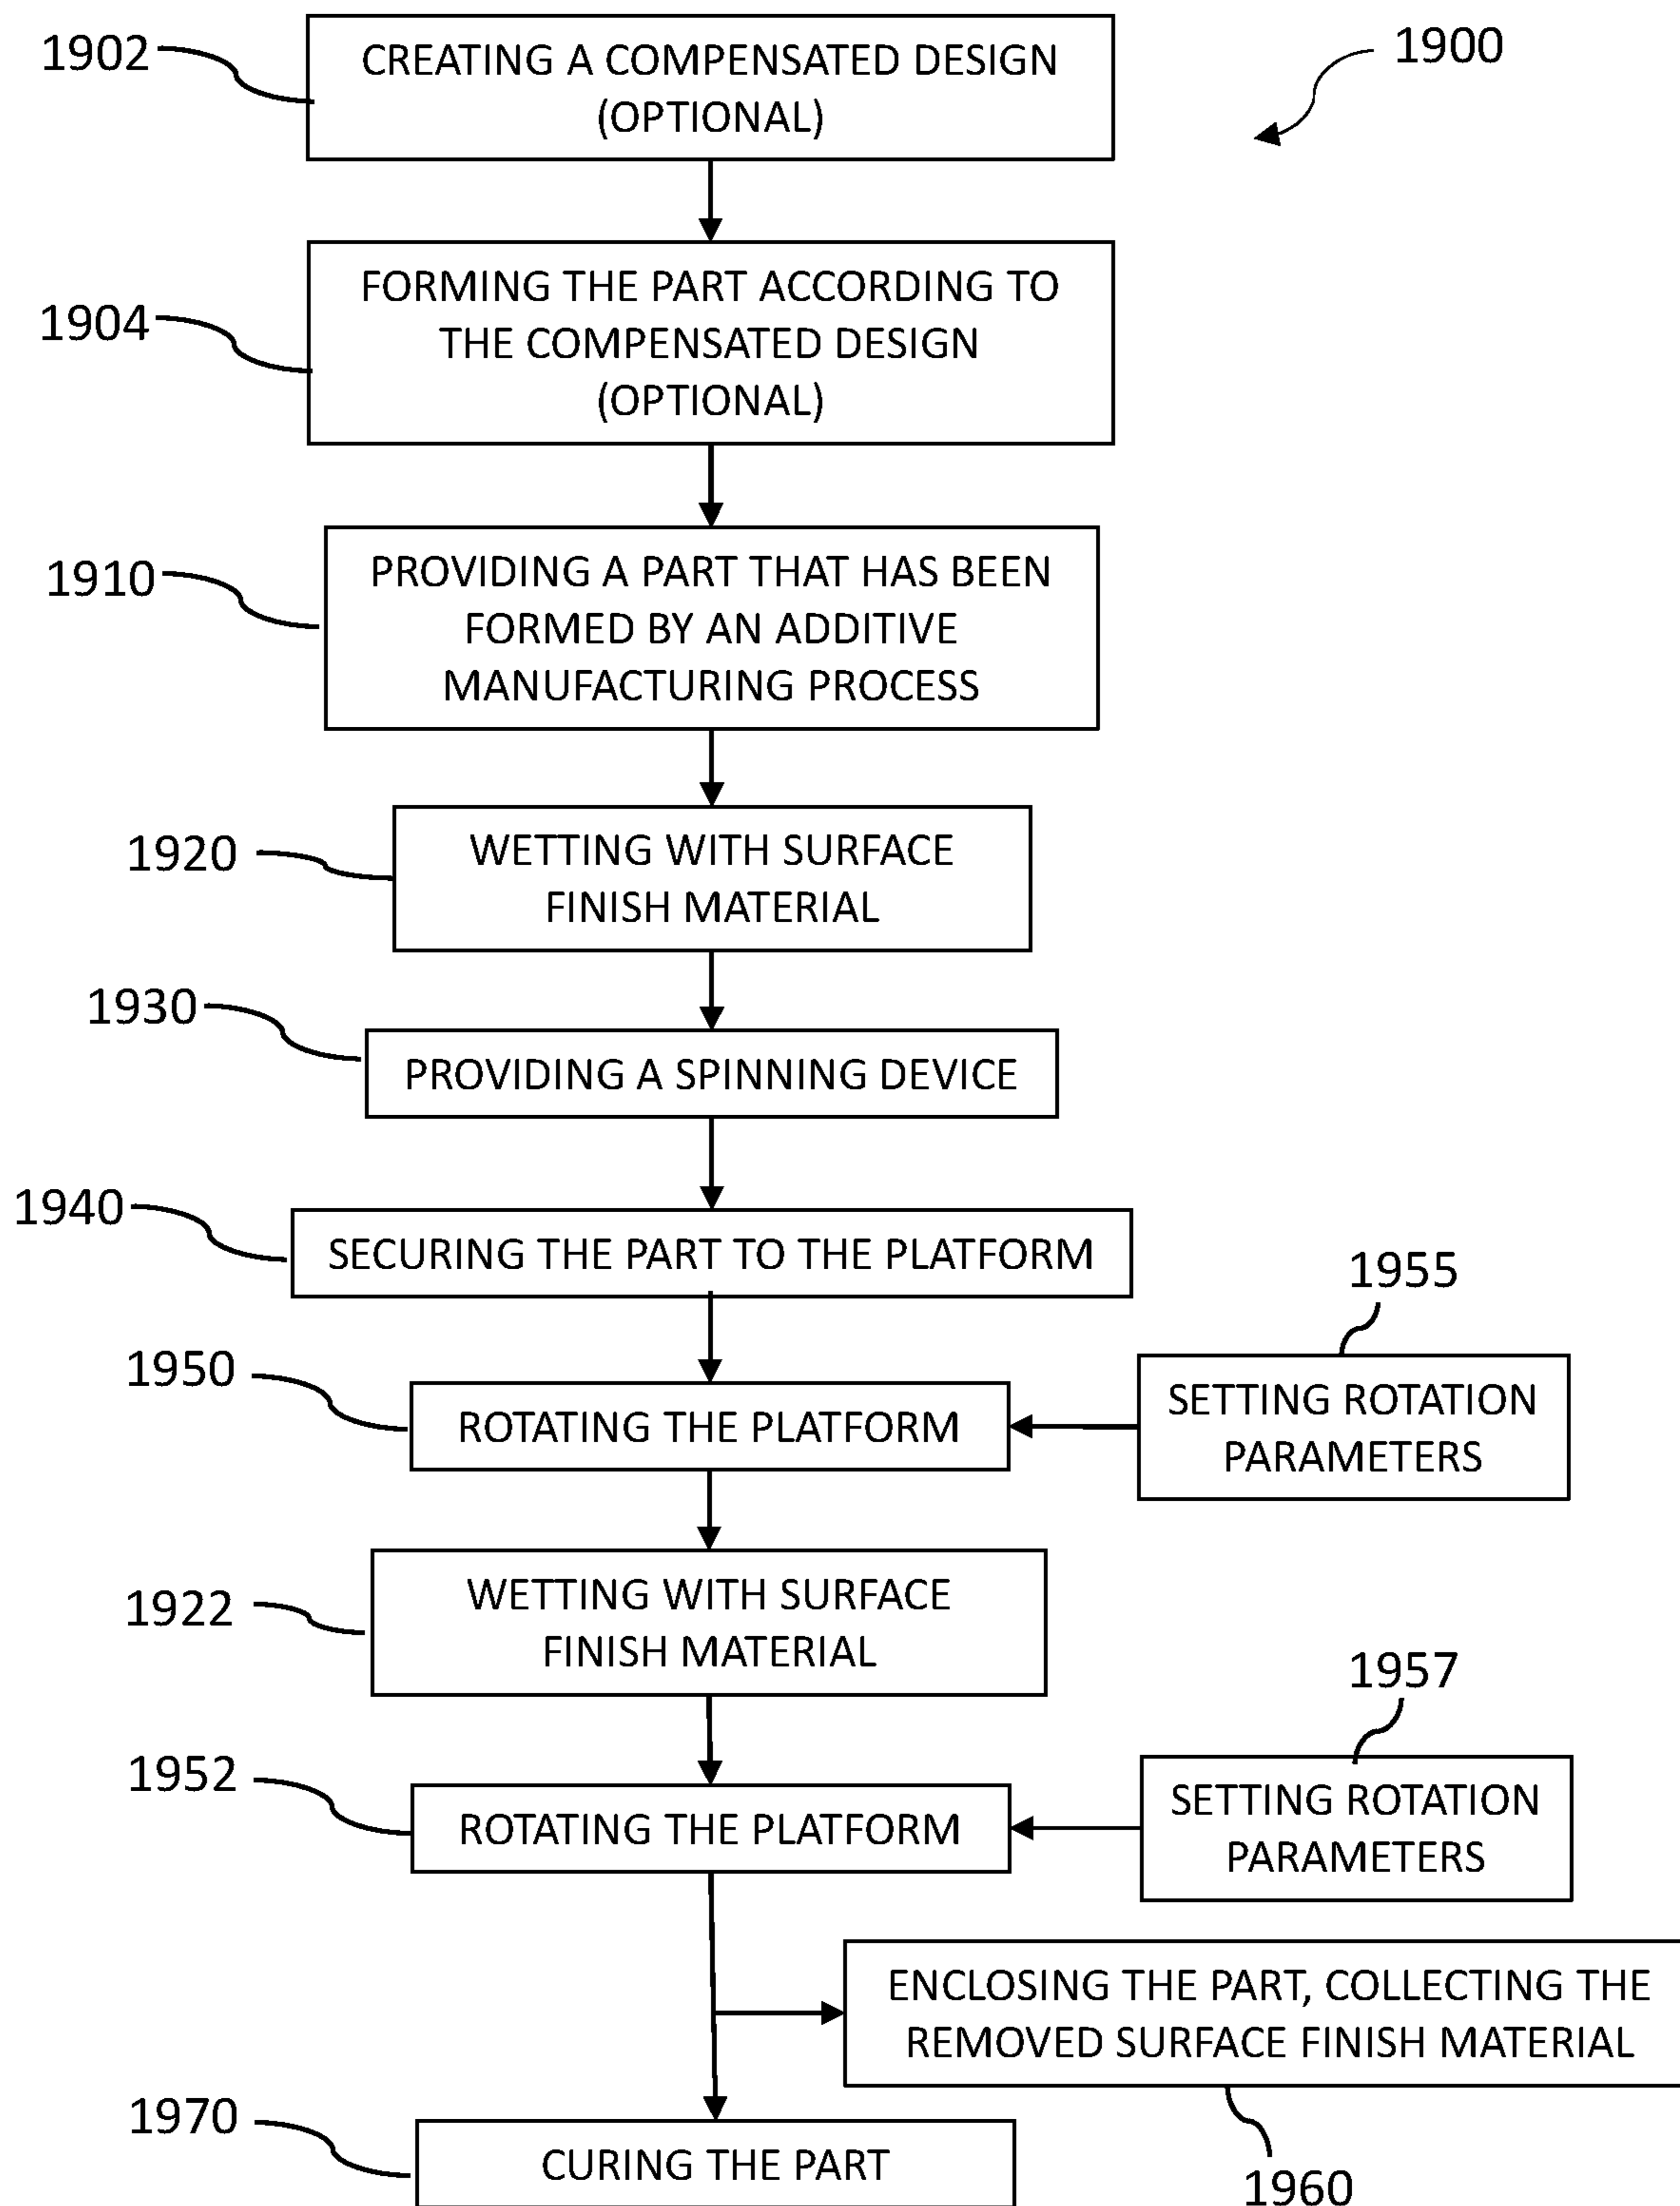 1902
CREATING A COMPENSATED DESIGN
(OPTIONAL)
1900
1904
FORMING THE PART ACCORDING TO
THE COMPENSATED DESIGN
(OPTIONAL)
1910
PROVIDING A PART THAT HAS BEEN
FORMED BY AN ADDITIVE
MANUFACTURING PROCESS
1920
WETTING WITH SURFACE
FINISH MATERIAL
1930
PROVIDING A SPINNING DEVICE
1940
SECURING THE PART TO THE PLATFORM
1955
1950
ROTATING THE PLATFORM
SETTING ROTATION
PARAMETERS
1922
WETTING WITH SURFACE
FINISH MATERIAL
1957
1952
ROTATING THE PLATFORM
SETTING ROTATION
PARAMETERS
ENCLOSING THE PART, COLLECTING THE
REMOVED SURFACE FINISH MATERIAL
1970
CURING THE PART
1960